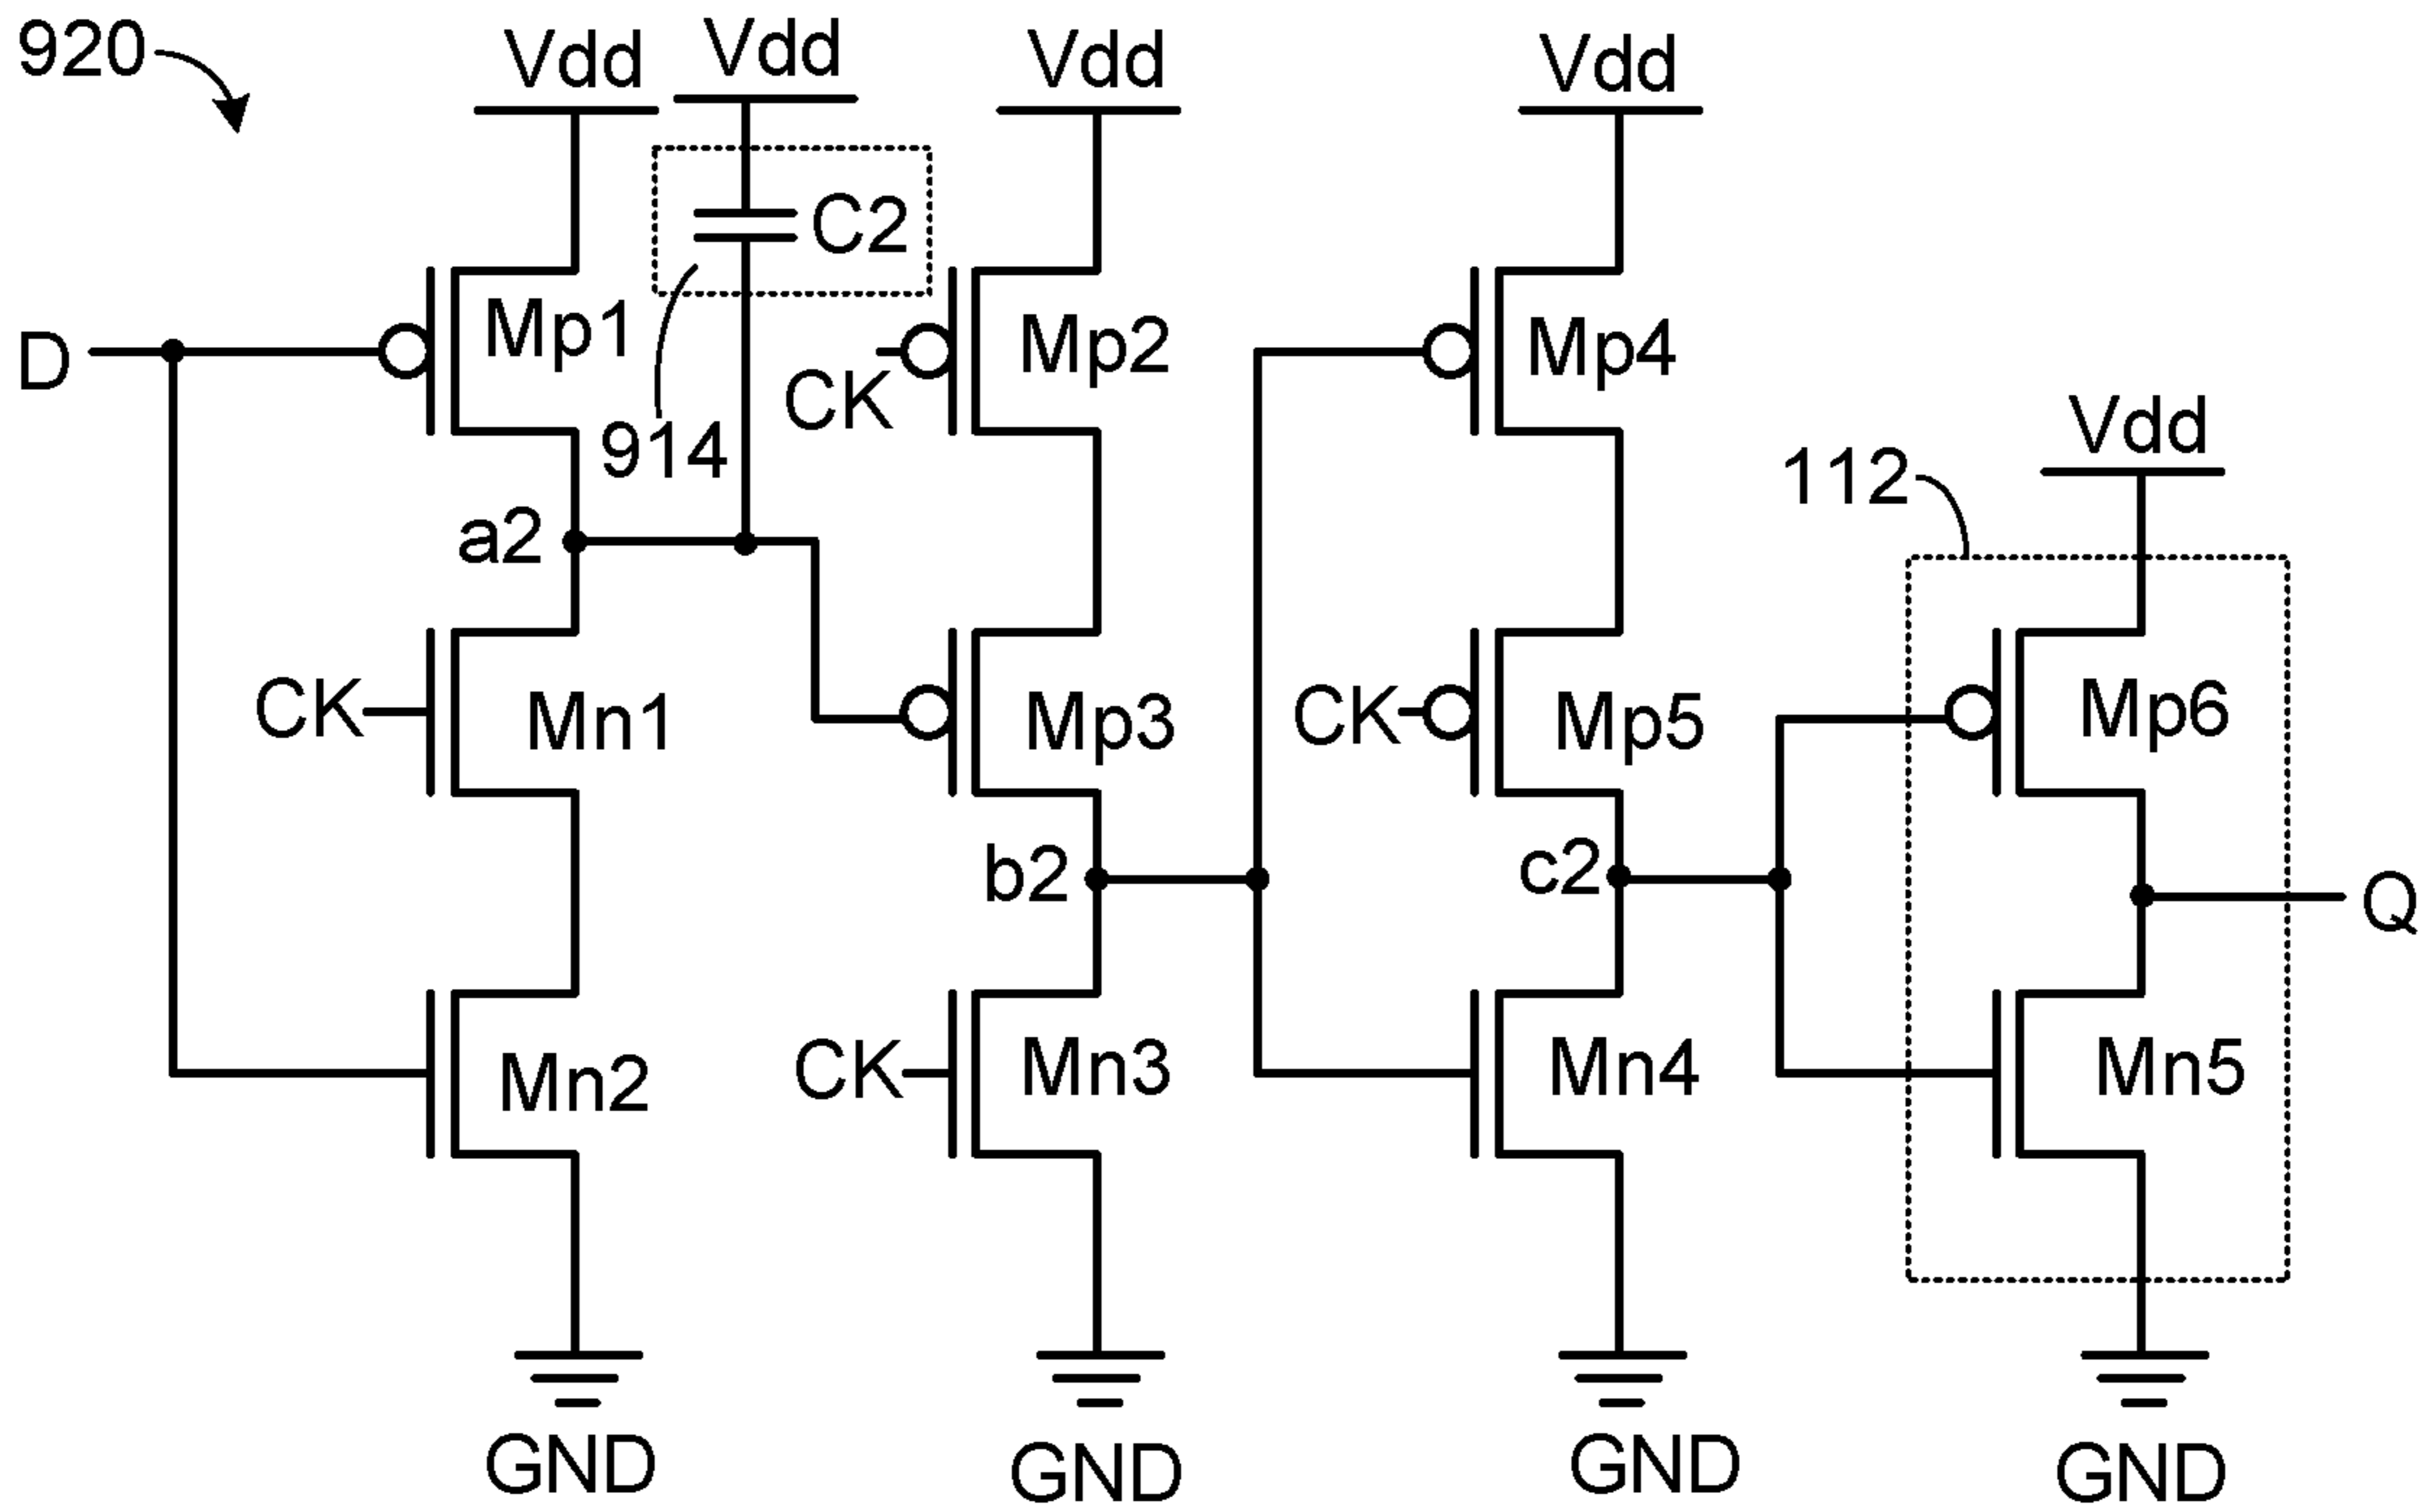 920
Vdd
Vdd
Vdd
Vdd
C2
D
Mp1
Mp2
Mp4
CK
914
Vdd
112
a2
CK
Mn1
Mp3
CK
Mp5
Mp6
b2
c2
Q
Mn2
CK
Mn3
Mn4
Mn5
GND
GND
GND
GND